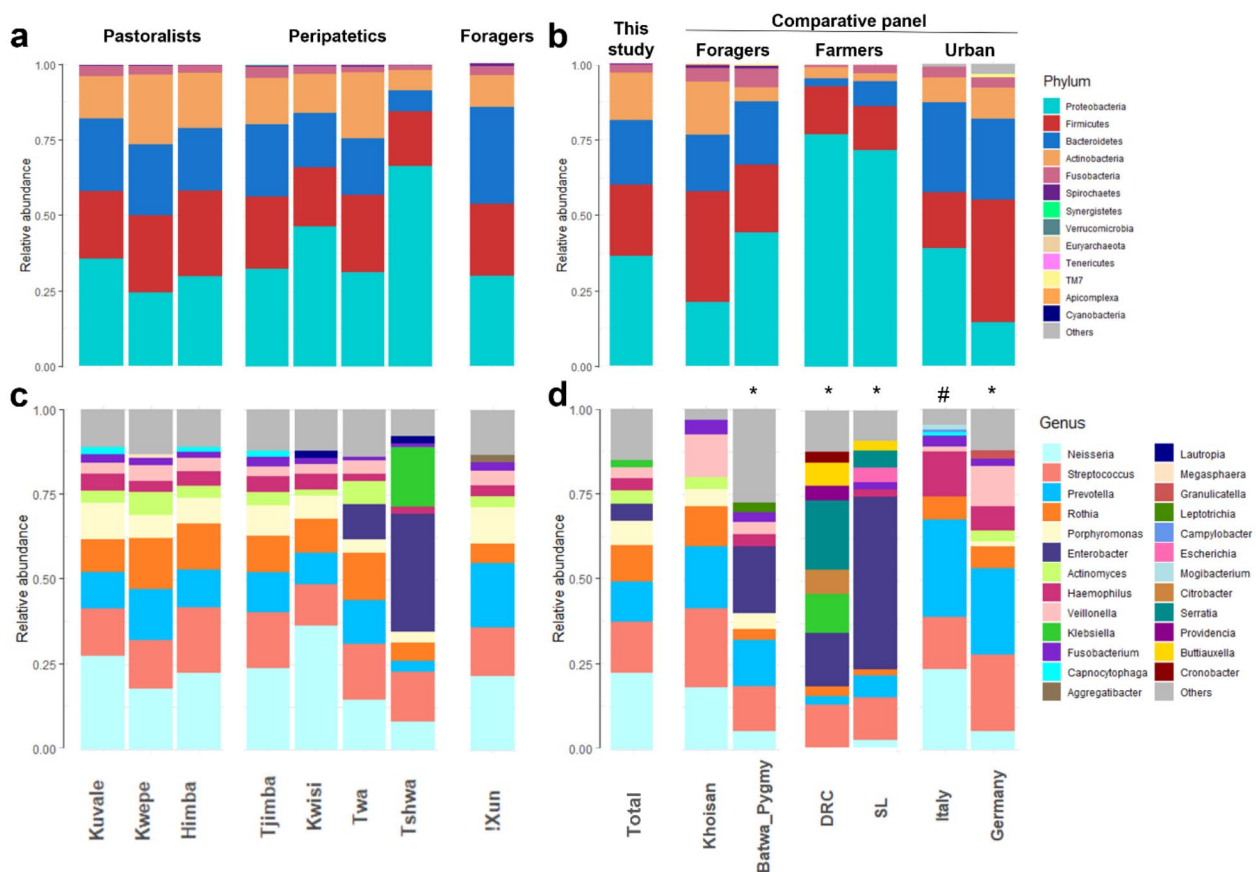 a
Pastoralists
Peripatetics
Foragers
b
This
study
Comparative panel
Foragers
Farmers
Urban
Relative abundance
1.00
0.75
0.50
0.25
0.00
Relative abundance
1.00
0.75
0.50
0.25
0.00
Phylum
Proteobacteria
Firmicutes
Bacteroidetes
Actinobacteria
Fusobacteria
Spirochaetes
Synergistetes
Verrucomicrobia
Euryarchaeota
Tenericutes
TM7
Apicomplexa
Cyanobacteria
Others
c
d
* * * # *
Relative abundance
1.00
0.75
0.50
0.25
0.00
Relative abundance
1.00
0.75
0.50
0.25
0.00
Genus
Neisseria
Streptococcus
Prevotella
Rothia
Porphyromonas
Enterobacter
Actinomyces
Haemophilus
Veillonella
Klebsiella
Fusobacterium
Capnocytophaga
Aggregatibacter
Lautropia
Megasphaera
Granulicatella
Leptotrichia
Campylobacter
Escherichia
Mogibacterium
Citrobacter
Serratia
Providencia
Buttiauxella
Cronobacter
Others
Kuvale
Kwepe
Himba
Tjimba
Kwisi
Twa
Tshwa
!Xun
Total
Khoisan
Batwa_Pygmy
DRC
SL
Italy
Germany